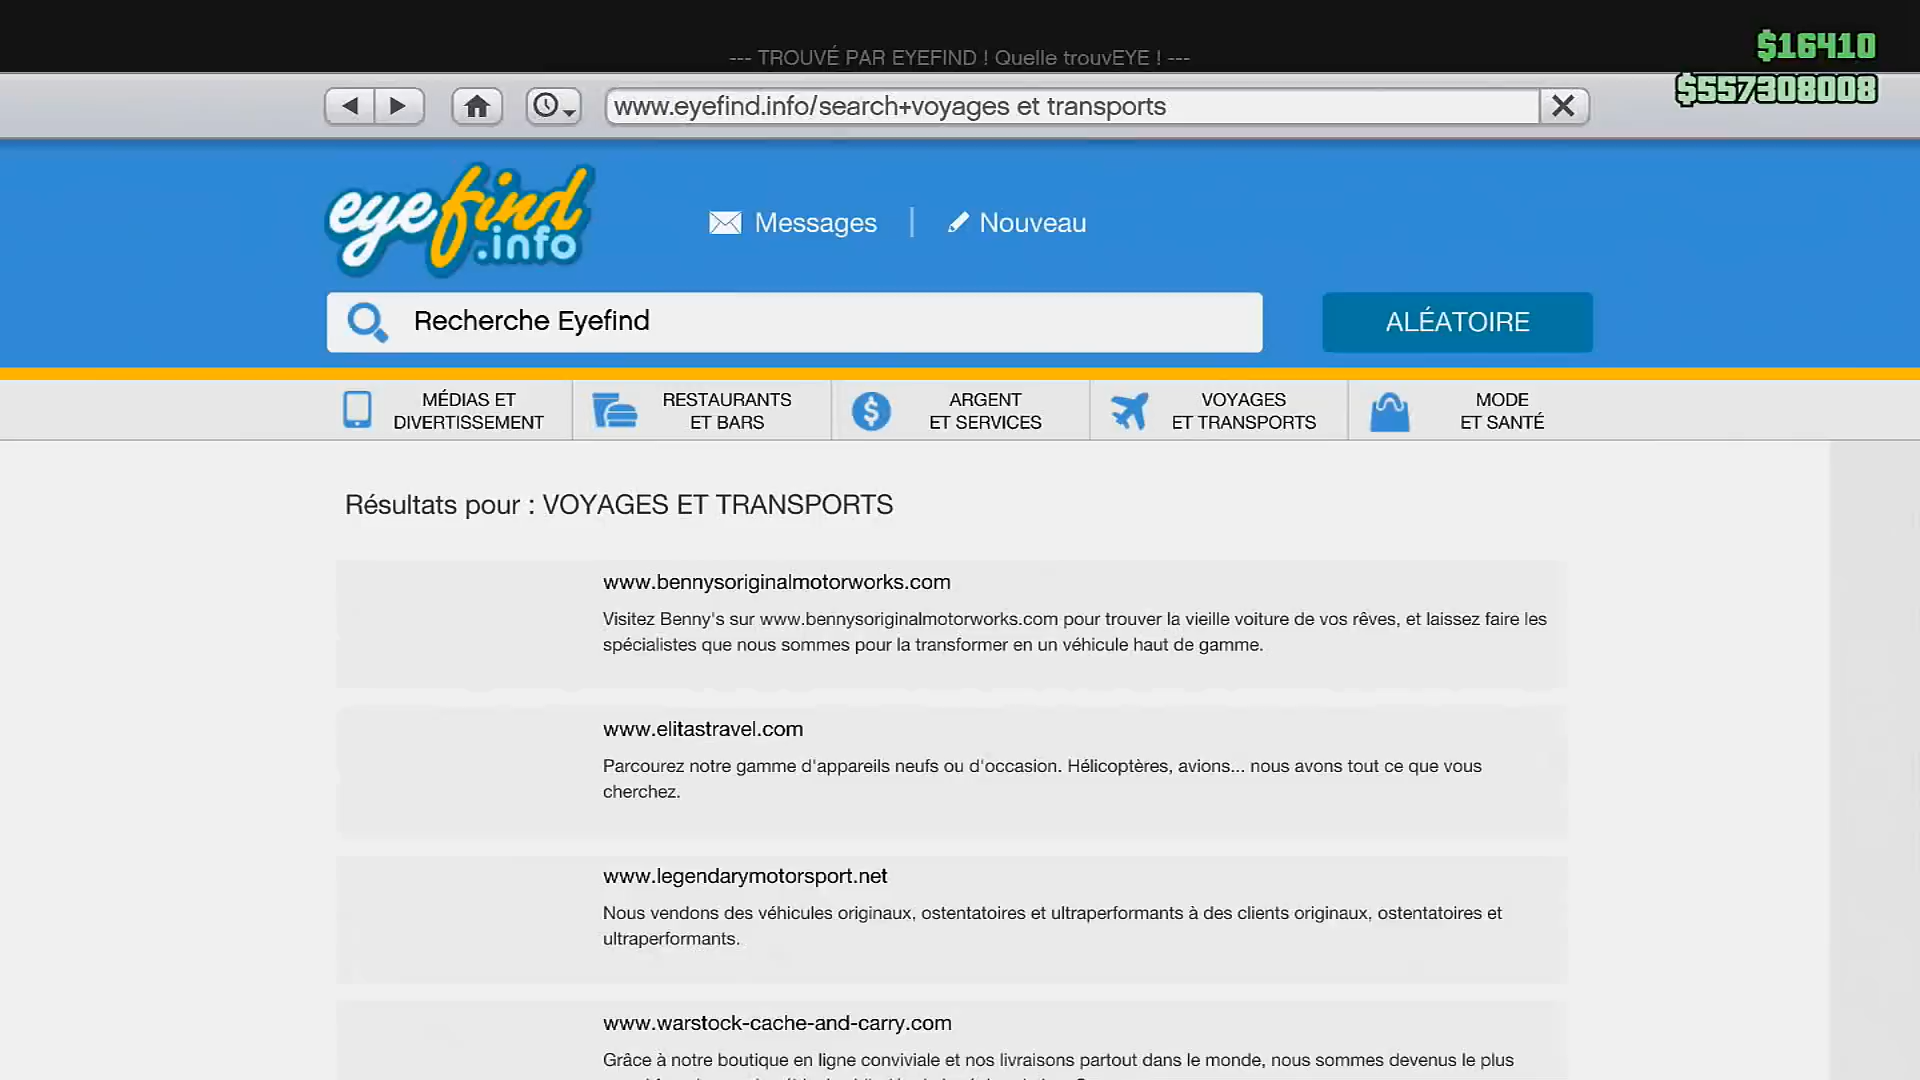 --- TROUVÉ PAR EYEFIND ! Quelle trouvEYE ! ---
$16410
$557308008
www.eyefind.info/search+voyages et transports
eyefind
.info
Messages
Nouveau
Recherche Eyefind
ALÉATOIRE
MÉDIAS ET
DIVERTISSEMENT
RESTAURANTS
ET BARS
ARGENT
ET SERVICES
VOYAGES
ET TRANSPORTS
MODE
ET SANTÉ
Résultats pour : VOYAGES ET TRANSPORTS
www.bennysoriginalmotorworks.com
Visitez Benny's sur www.bennysoriginalmotorworks.com pour trouver la vieille voiture de vos rêves, et laissez faire les
spécialistes que nous sommes pour la transformer en un véhicule haut de gamme.
www.elitastravel.com
Parcourez notre gamme d'appareils neufs ou d'occasion. Hélicoptères, avions... nous avons tout ce que vous
cherchez.
www.legendarymotorsport.net
Nous vendons des véhicules originaux, ostentatoires et ultraperformants à des clients originaux, ostentatoires et
ultraperformants.
www.warstock-cache-and-carry.com
Grâce à notre boutique en ligne conviviale et nos livraisons partout dans le monde, nous sommes devenus le plus